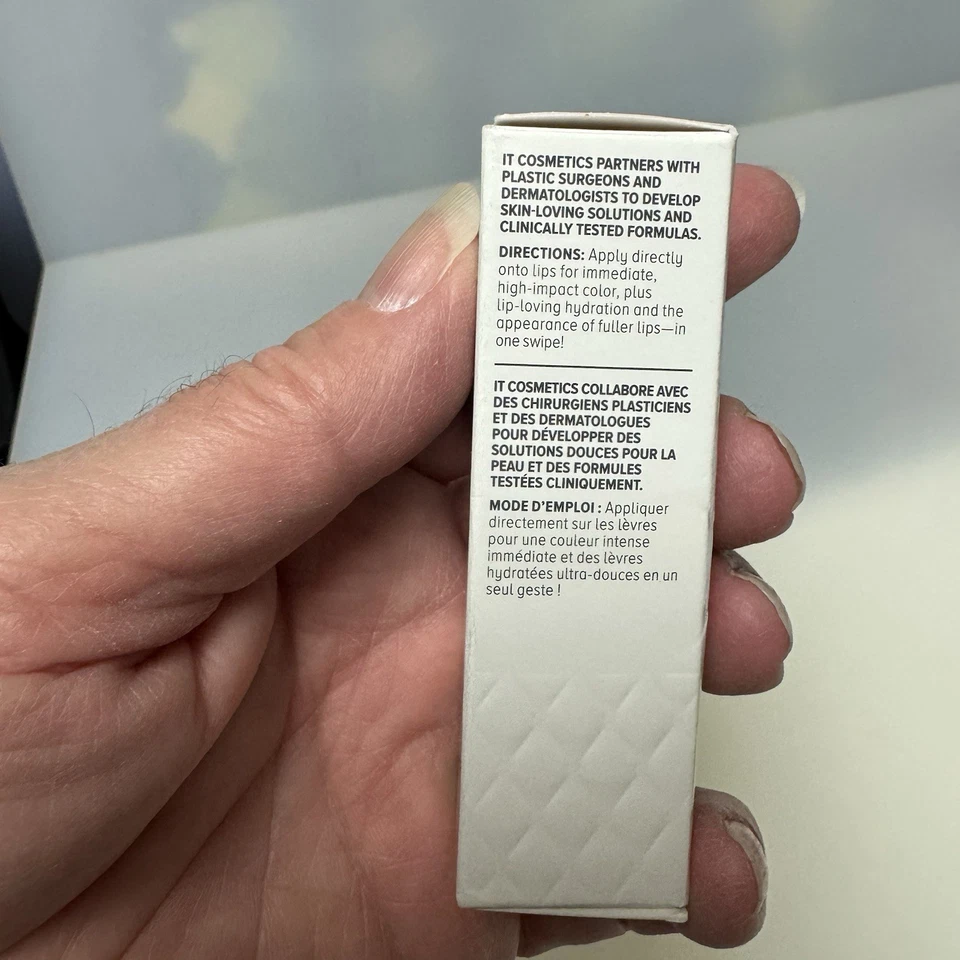 IT COSMETICS PARTNERS WITH
PLASTIC SURGEONS AND
DERMATOLOGISTS TO DEVELOP
SKIN-LOVING SOLUTIONS AND
CLINICALLY TESTED FORMULAS.
DIRECTIONS: Apply directly
onto lips for immediate,
high-impact color, plus
lip-loving hydration and the
appearance of fuller lips—in
one swipe!
IT COSMETICS COLLABORE AVEC
DES CHIRURGIENS PLASTICIENS
ET DES DERMATOLOGUES
POUR DÉVELOPPER DES
SOLUTIONS DOUCES POUR LA
PEAU ET DES FORMULES
TESTÉES CLINIQUEMENT.
MODE D'EMPLOI : Appliquer
directement sur les lèvres
pour une couleur intense
immédiate et des lèvres
hydratées ultra-douces en un
seul geste !